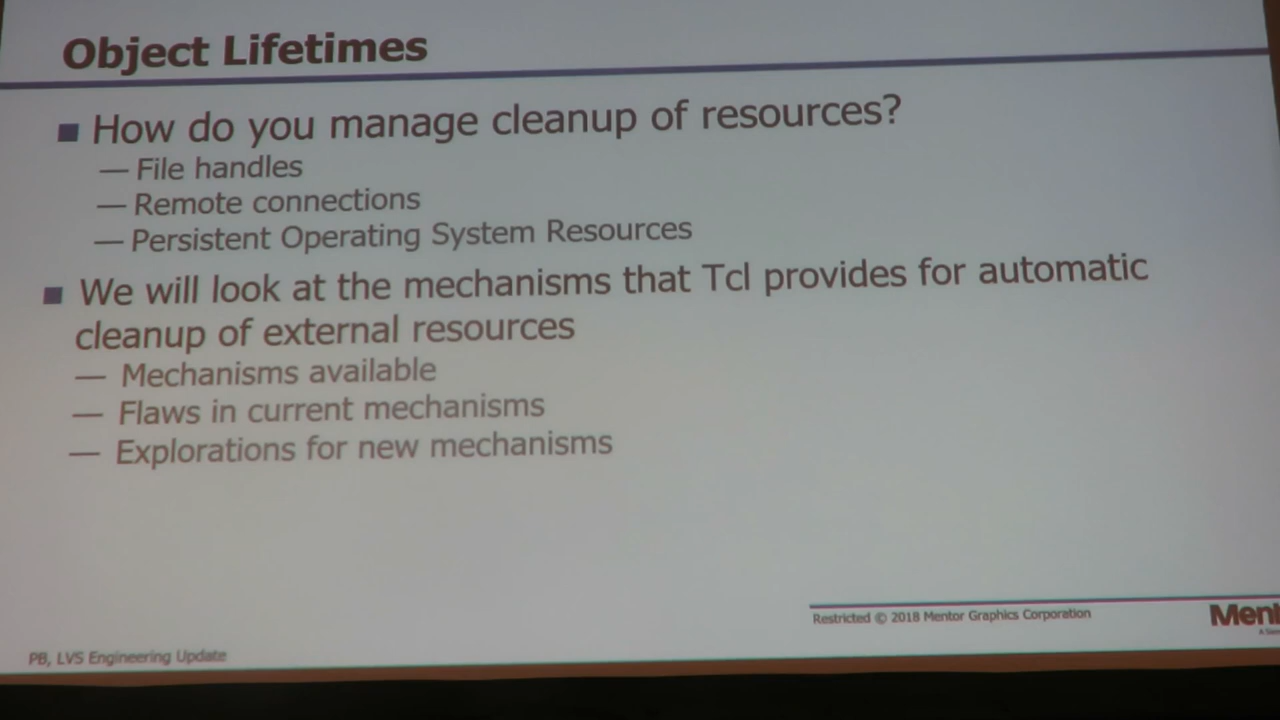 Object Lifetimes
■ How do you manage cleanup of resources?
— File handles
— Remote connections
— Persistent Operating System Resources
■ We will look at the mechanisms that Tcl provides for automatic
cleanup of external resources
— Mechanisms available
— Flaws in current mechanisms
— Explorations for new mechanisms
Restricted © 2018 Mentor Graphics Corporation
PB, LVS Engineering Update